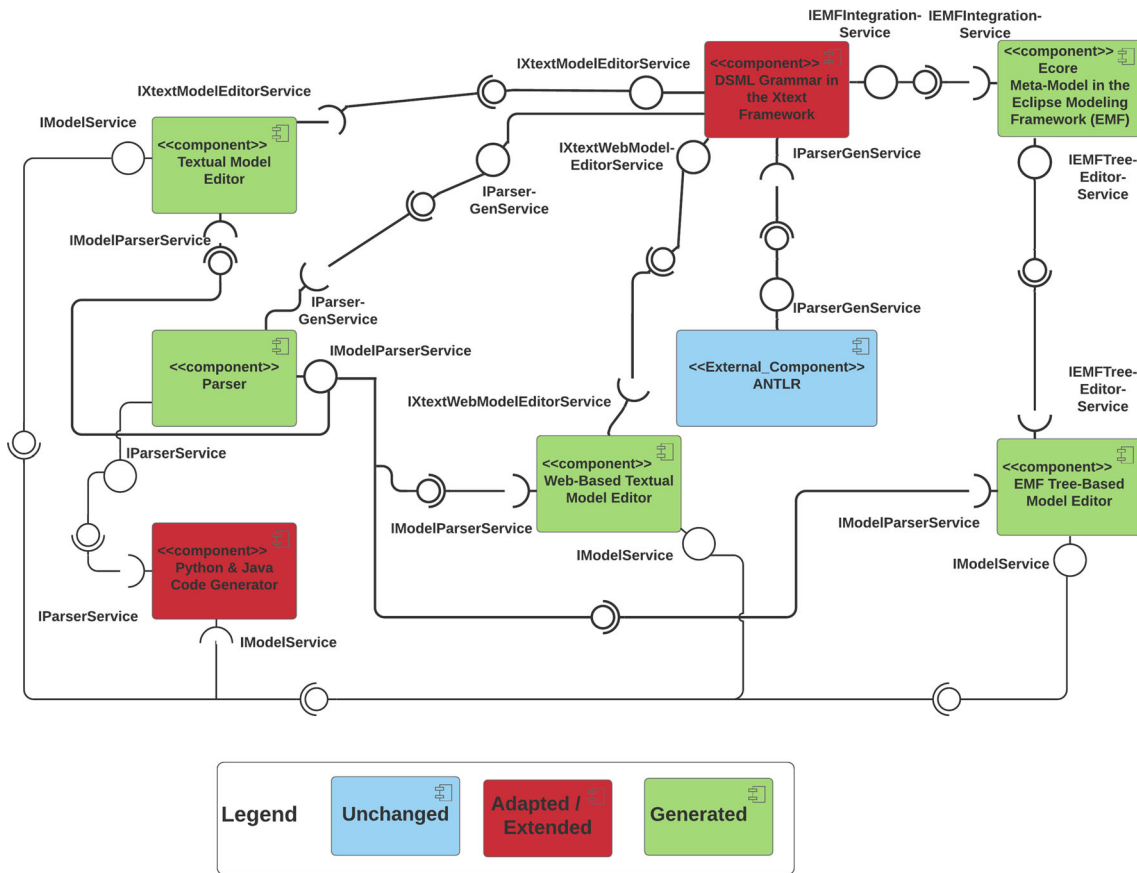 IEMFIntegration-
Service
IEMFIntegration-
Service
<<component>>
DSML Grammar in
the Xtext
Framework
<<component>>
Ecore
Meta-Model in the
Eclipse Modeling
Framework (EMF)
IXtextModelEditorService
IXtextModelEditorService
IModelService
<<component>>
Textual Model
Editor
IXtextWebModel-
EditorService
IParserGenService
IParser-
GenService
IEMFTree-
Editor-
Service
IModelParserService
IParser-
GenService
IParserGenService
<<component>>
Parser
IModelParserService
<<External_Component>>
ANTLR
IEMFTree-
Editor-
Service
IXtextWebModelEditorService
IParserService
<<component>>
Web-Based Textual
Model Editor
<<component>>
EMF Tree-Based
Model Editor
IModelParserService
IModelParserService
<<component>>
Python & Java
Code Generator
IModelService
IModelService
IParserService
IModelService
Legend
Unchanged
Adapted /
Extended
Generated